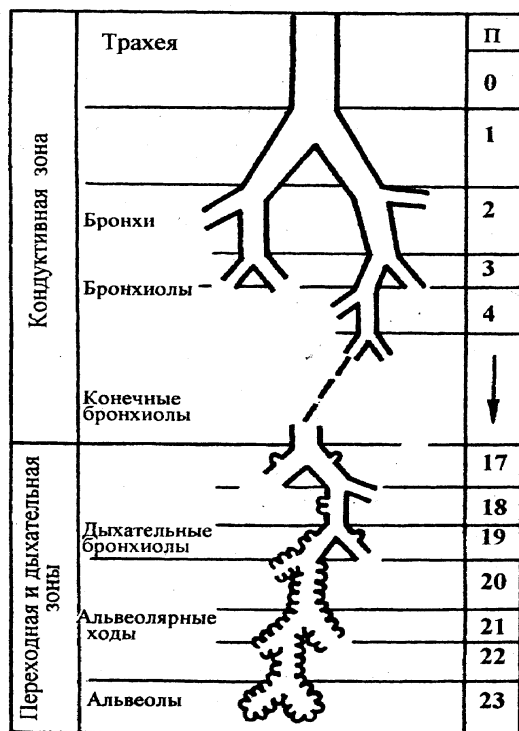 Трахея
П
0
1
Кондуктивная зона
Бронхи
2
3
Бронхиолы
4
Конечные
бронхиолы
Переходная и дыхательная
зоны
17
18
Дыхательные
бронхиолы
19
20
Альвеолярные
ходы
21
22
Альвеолы
23